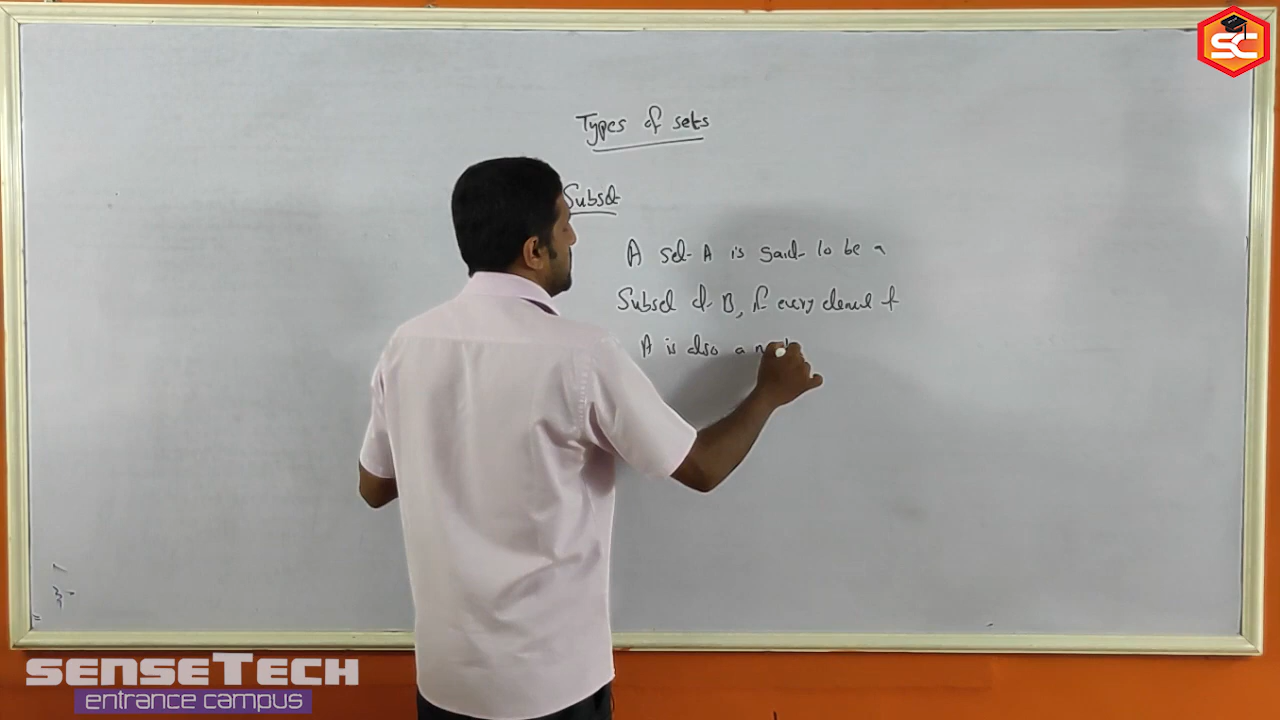 SC
Types of sets
Subset
A set A is said to be a
Subset of B, if every element of
A is also a
SENSETECH
entrance campus